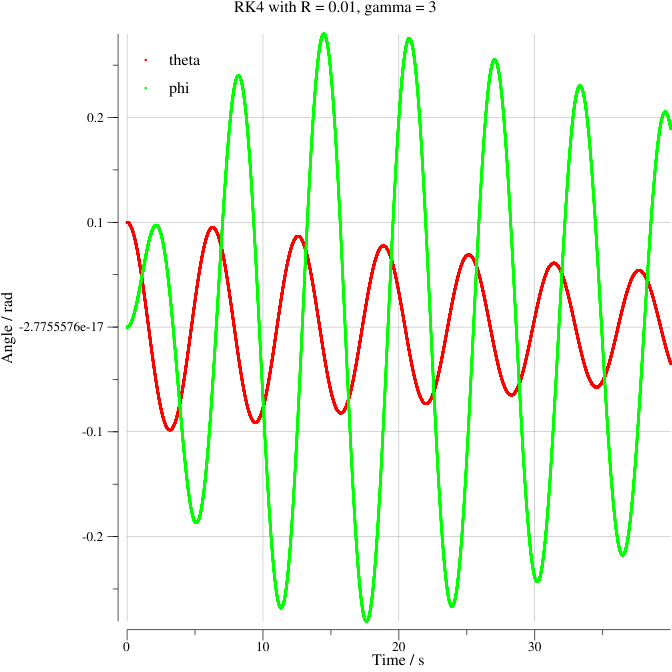 RK4 with R = 0.01, gamma = 3
theta
phi
0.2
0.1
-2.7755576e-17
-0.1
-0.2
Angle / rad
0 10 20 30
Time / s